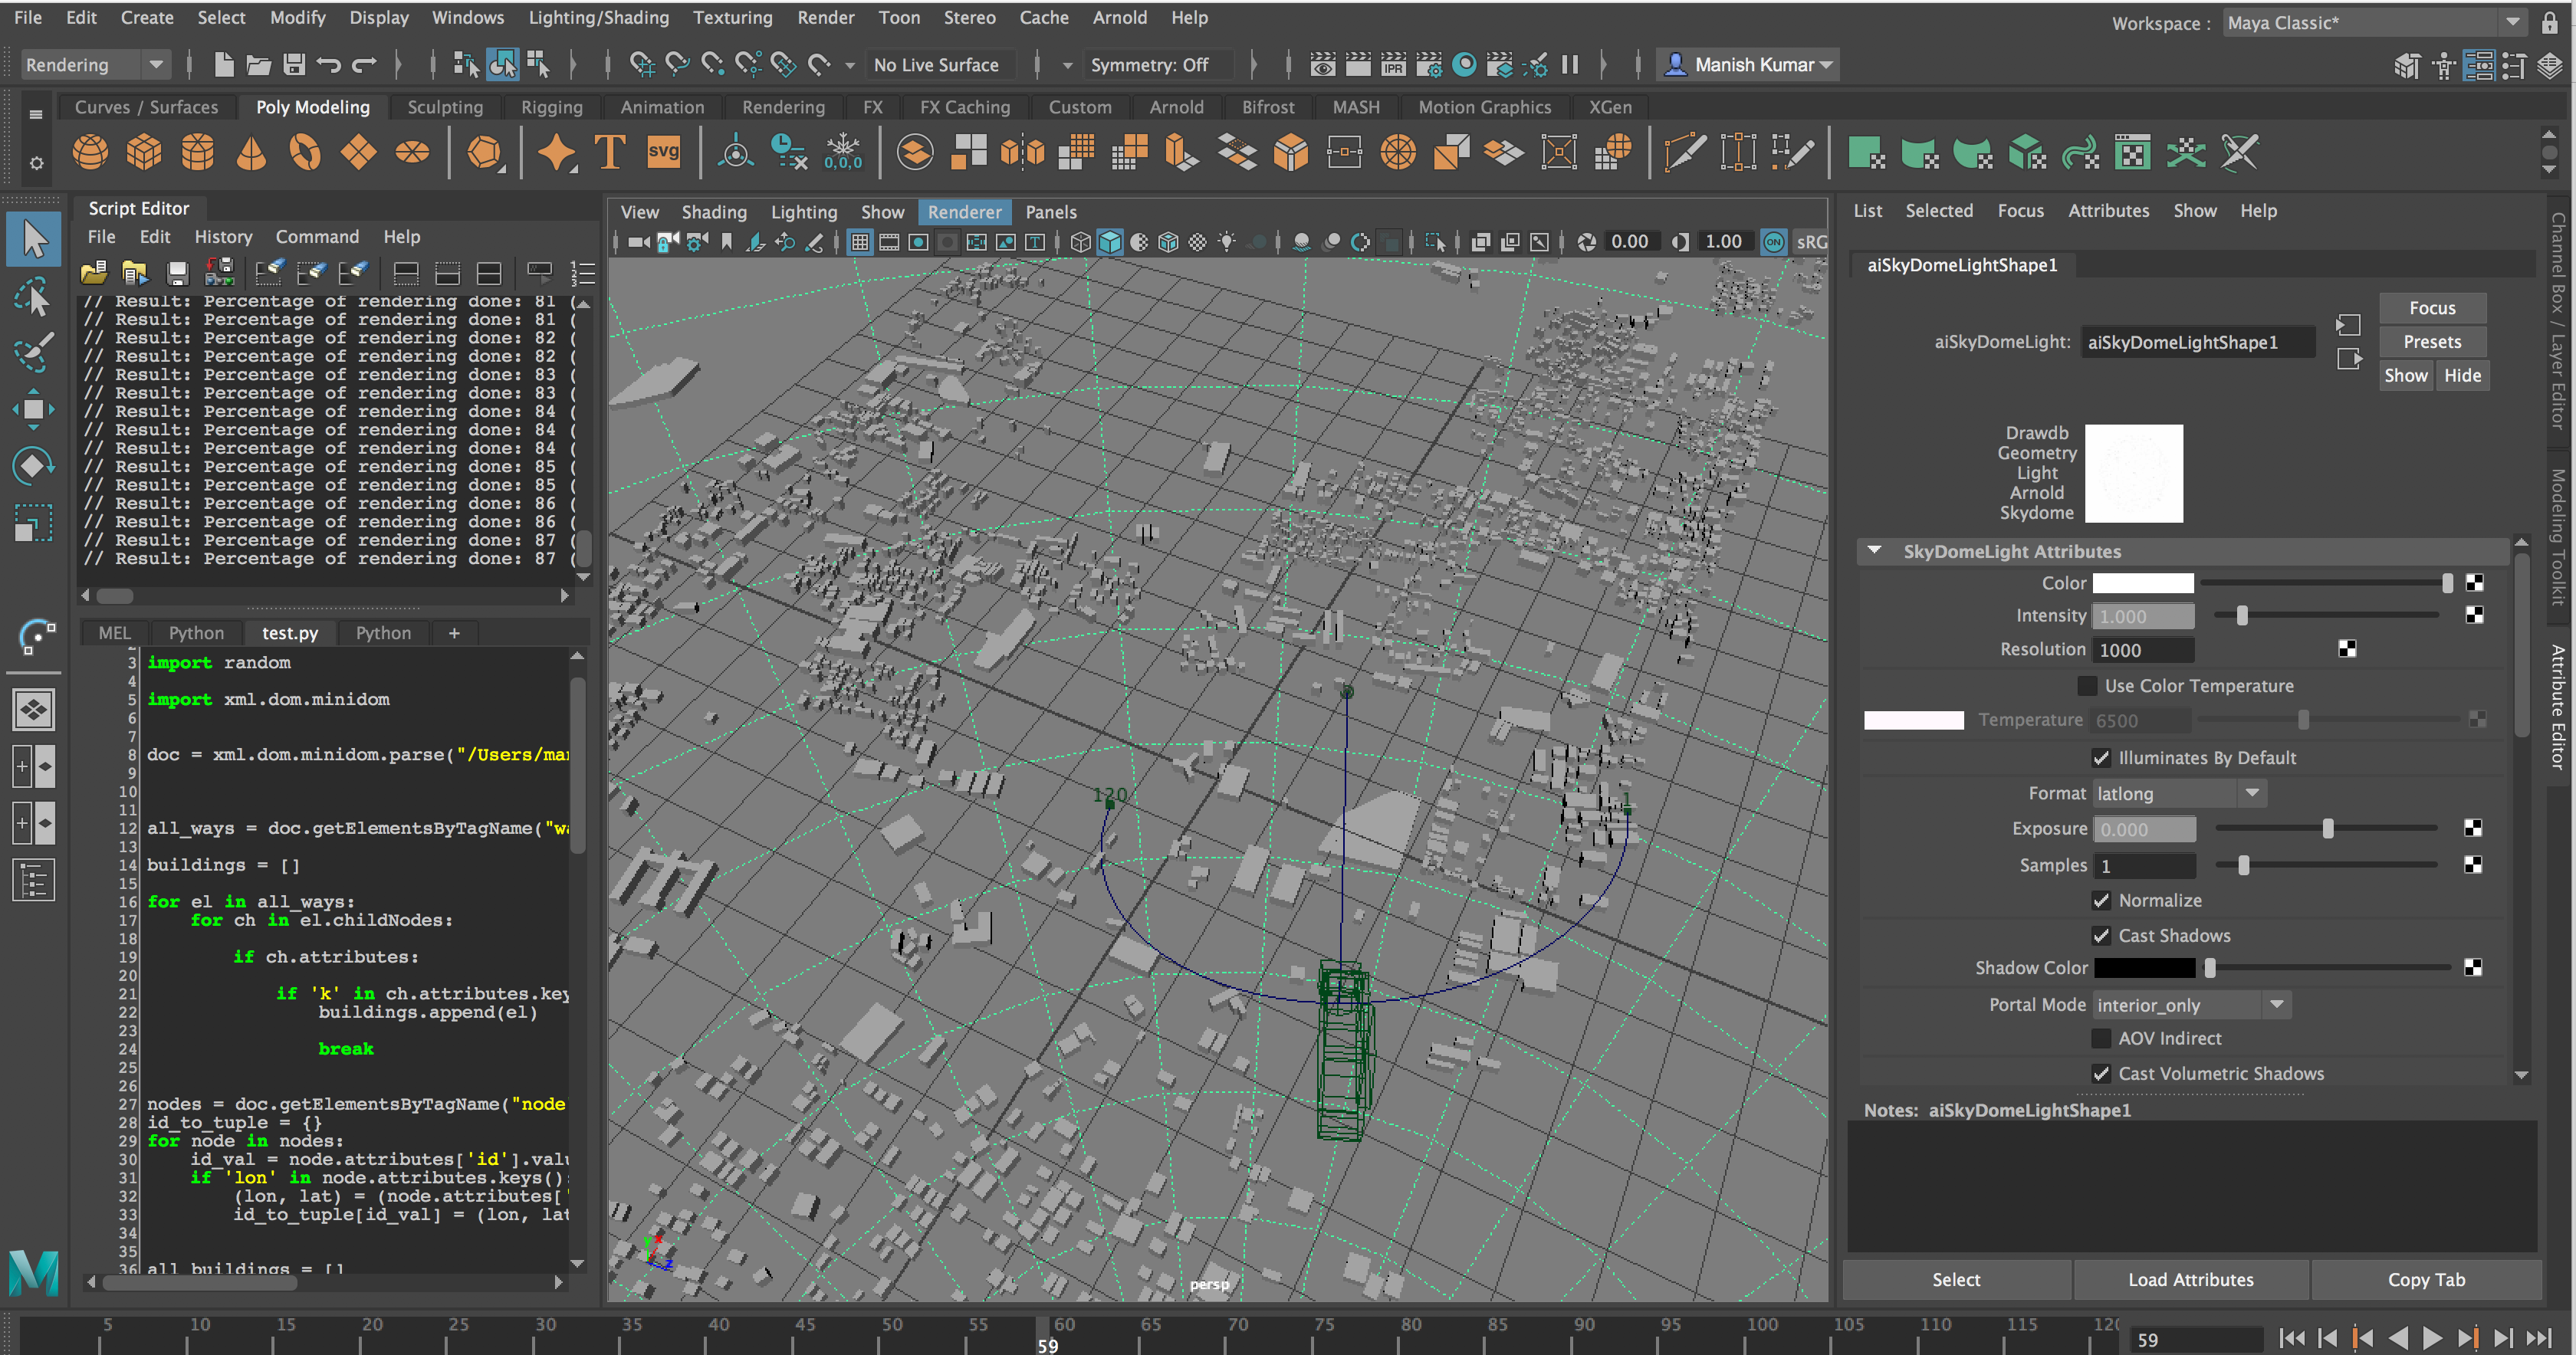 File Edit Create Select Modify Display Windows Lighting/Shading Texturing Render Toon Stereo Cache Arnold Help
Workspace : Maya Classic*
Rendering No Live Surface Symmetry: Off IPR Manish Kumar
Curves / Surfaces Poly Modeling Sculpting Rigging Animation Rendering FX FX Caching Custom Arnold Bifrost MASH Motion Graphics XGen
T svg 0,0,0
Script Editor
File Edit History Command Help
// Result: Percentage of rendering done: 81 (
// Result: Percentage of rendering done: 81 (
// Result: Percentage of rendering done: 82 (
// Result: Percentage of rendering done: 82 (
// Result: Percentage of rendering done: 83 (
// Result: Percentage of rendering done: 83 (
// Result: Percentage of rendering done: 84 (
// Result: Percentage of rendering done: 84 (
// Result: Percentage of rendering done: 84 (
// Result: Percentage of rendering done: 85 (
// Result: Percentage of rendering done: 85 (
// Result: Percentage of rendering done: 86 (
// Result: Percentage of rendering done: 86 (
// Result: Percentage of rendering done: 87 (
// Result: Percentage of rendering done: 87 (
MEL Python test.py Python +
2
3 import random
4
5 import xml.dom.minidom
6
7
8 doc = xml.dom.minidom.parse("/Users/ma
9
10
11
12 all_ways = doc.getElementsByTagName("w
13
14 buildings = []
15
16 for el in all_ways:
17 for ch in el.childNodes:
18
19 if ch.attributes:
20
21 if 'k' in ch.attributes.key
22 buildings.append(el)
23
24 break
25
26
27 nodes = doc.getElementsByTagName("node
28 id_to_tuple = {}
29 for node in nodes:
30 id_val = node.attributes['id'].valu
31 if 'lon' in node.attributes.keys():
32 (lon, lat) = (node.attributes['
33 id_to_tuple[id_val] = (lon, lat
34
35
36 all_buildings = []
View Shading Lighting Show Renderer Panels
0.00 1.00 ON sRG
120
1
y x
z
persp
List Selected Focus Attributes Show Help
aiSkyDomeLightShape1
Focus
aiSkyDomeLight: aiSkyDomeLightShape1
Presets
Show Hide
Drawdb
Geometry
Light
Arnold
Skydome
SkyDomeLight Attributes
Color
Intensity 1.000
Resolution 1000
Use Color Temperature
Temperature 6500
Illuminates By Default
Format latlong
Exposure 0.000
Samples 1
Normalize
Cast Shadows
Shadow Color
Portal Mode interior_only
AOV Indirect
Cast Volumetric Shadows
Notes: aiSkyDomeLightShape1
Select Load Attributes Copy Tab
Channel Box / Layer Editor
Modeling Toolkit
Attribute Editor
5 10 15 20 25 30 35 40 45 50 55 60 65 70 75 80 85 90 95 100 105 110 115 120
59
59